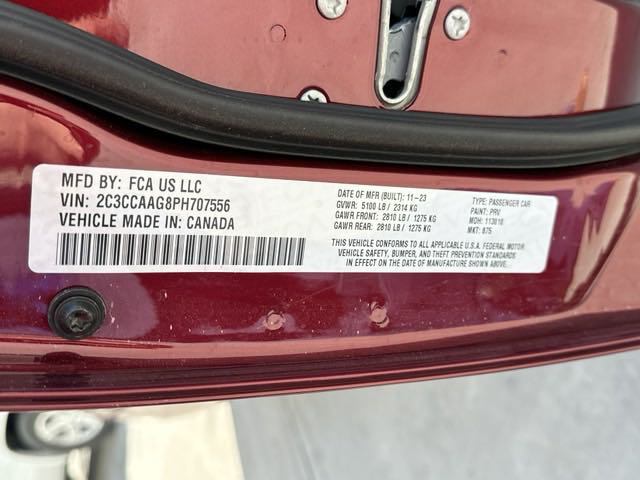 MFD BY: FCA US LLC
VIN: 2C3CCAAG8PH707556
VEHICLE MADE IN: CANADA
DATE OF MFR (BUILT): 11-23
GVWR: 5100 LB / 2314 KG
GAWR FRONT: 2810 LB / 1275 KG
GAWR REAR: 2810 LB / 1275 KG
TYPE: PASSENGER CAR
PAINT: PRV
MDH: 113018
MKT: 875
THIS VEHICLE CONFORMS TO ALL APPLICABLE U.S.A. FEDERAL MOTOR
VEHICLE SAFETY, BUMPER, AND THEFT PREVENTION STANDARDS
IN EFFECT ON THE DATE OF MANUFACTURE SHOWN ABOVE.